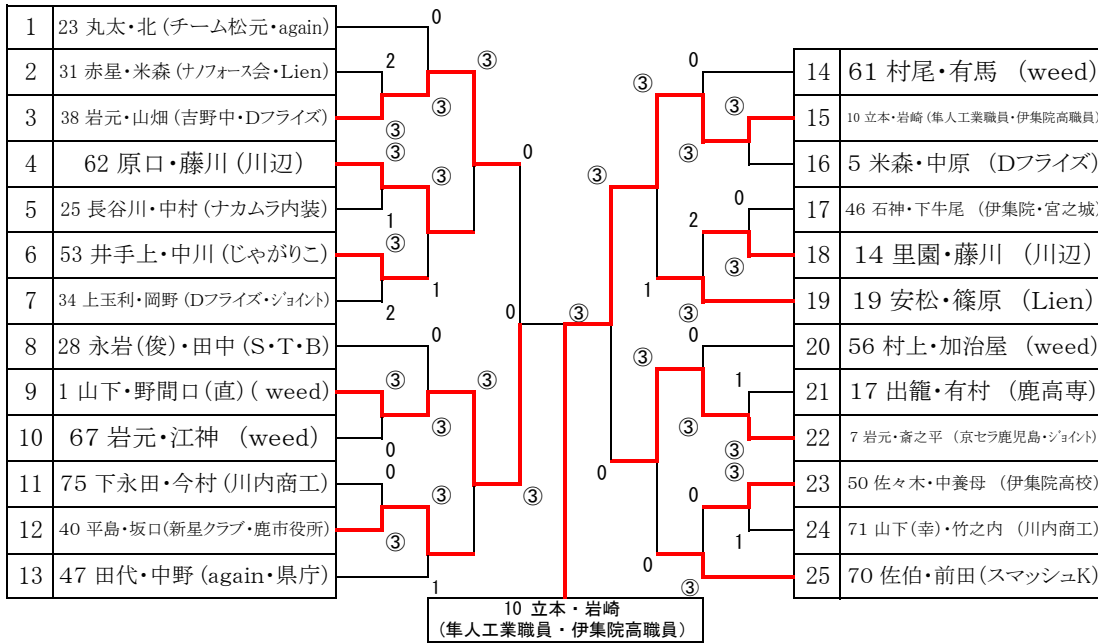 1 23 丸太・北 (チーム松元・again)
2 31 赤星・米森 (ナノフォース会・Lien)
3 38 岩元・山畑 (吉野中・Dフライズ)
4 62 原口・藤川 (川辺)
5 25 長谷川・中村 (ナカムラ内装)
6 53 井手上・中川 (じゃがりこ)
7 34 上玉利・岡野 (Dフライズ・ジョイント)
8 28 永岩(俊)・田中 (S・T・B)
9 1 山下・野間口(直) ( weed)
10 67 岩元・江神 (weed)
11 75 下永田・今村 (川内商工)
12 40 平島・坂口(新星クラブ・鹿市役所)
13 47 田代・中野 (again・県庁)
0
2
③
③
③
③
③
1
③
2
1
0
0
③
③
③
0
0
③
③
1
③
0
③
10 立本・岩崎
(隼人工業職員・伊集院高職員)
③
③
0
③
③
2
0
③
1
③
③
0
1
③
③
③
0
0
1
0
③
14 61 村尾・有馬 (weed)
15 10 立本・岩崎 (隼人工業職員・伊集院高職員)
16 5 米森・中原 (Dフライズ)
17 46 石神・下牛尾 (伊集院・宮之城)
18 14 里園・藤川 (川辺)
19 19 安松・篠原 (Lien)
20 56 村上・加治屋 (weed)
21 17 出籠・有村 (鹿高専)
22 7 岩元・斎之平 (京セラ鹿児島・ジョイント)
23 50 佐々木・中養母 (伊集院高校)
24 71 山下(幸)・竹之内 (川内商工)
25 70 佐伯・前田(スマッシュK)